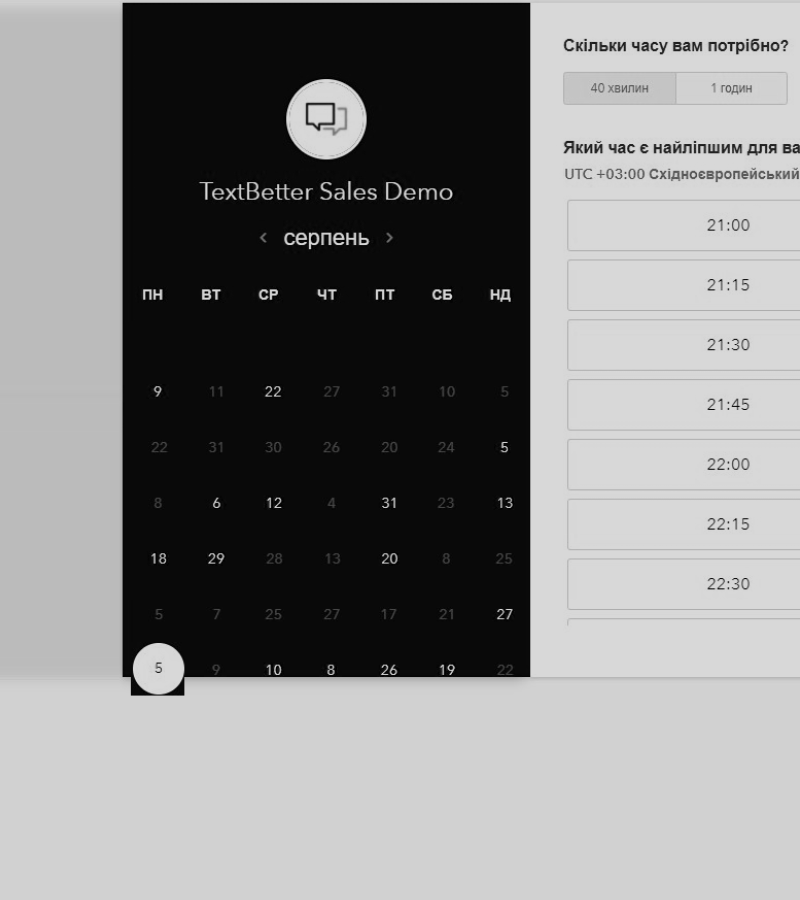 TextBetter Sales Demo
‹ серпень ›
ПН ВТ СР ЧТ ПТ СБ НД
9 11 22 27 31 10 5
22 31 30 26 20 24 5
8 6 12 4 31 23 13
18 29 28 13 20 8 25
5 7 25 27 17 21 27
5 9 10 8 26 19 22
Скільки часу вам потрібно?
40 хвилин 1 годин
Який час є найліпшим для ва
UTC +03:00 Східноєвропейський
21:00
21:15
21:30
21:45
22:00
22:15
22:30